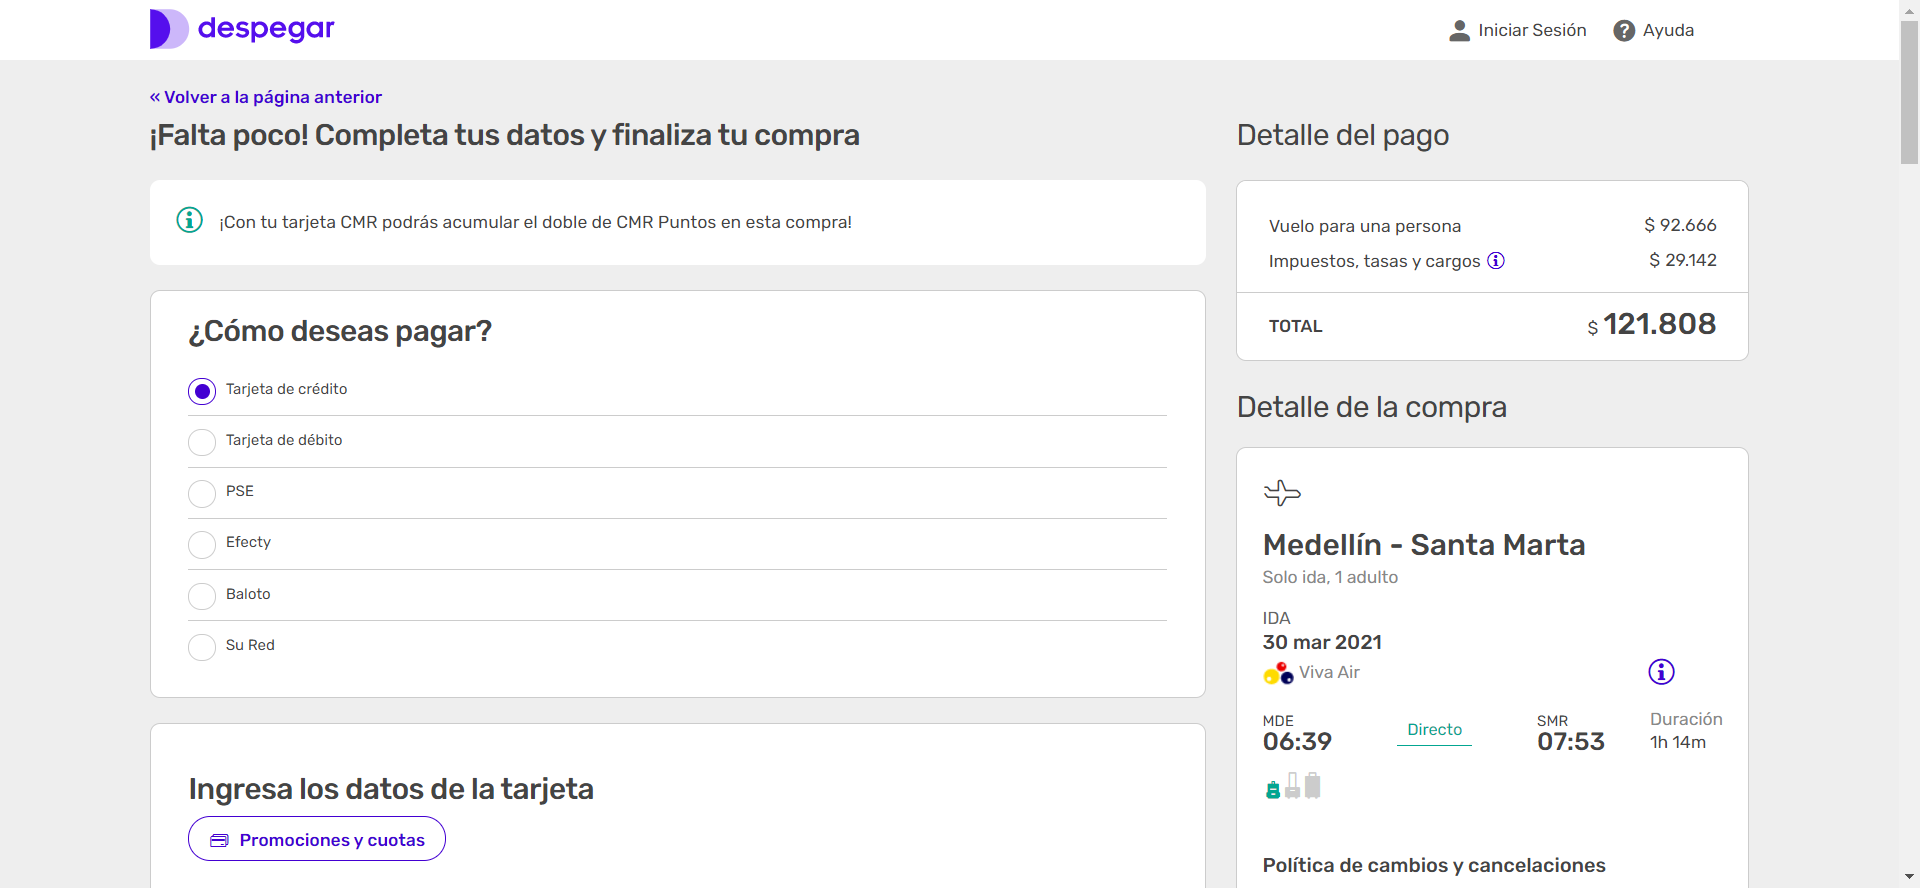 despegar
Iniciar Sesión
? Ayuda
« Volver a la página anterior
¡Falta poco! Completa tus datos y finaliza tu compra
¡Con tu tarjeta CMR podrás acumular el doble de CMR Puntos en esta compra!
¿Cómo deseas pagar?
Tarjeta de crédito
Tarjeta de débito
PSE
Efecty
Baloto
Su Red
Ingresa los datos de la tarjeta
Promociones y cuotas
Detalle del pago
Vuelo para una persona $ 92.666
Impuestos, tasas y cargos $ 29.142
TOTAL $ 121.808
Detalle de la compra
Medellín - Santa Marta
Solo ida, 1 adulto
IDA
30 mar 2021
Viva Air
MDE SMR Duración
06:39 Directo 07:53 1h 14m
Política de cambios y cancelaciones